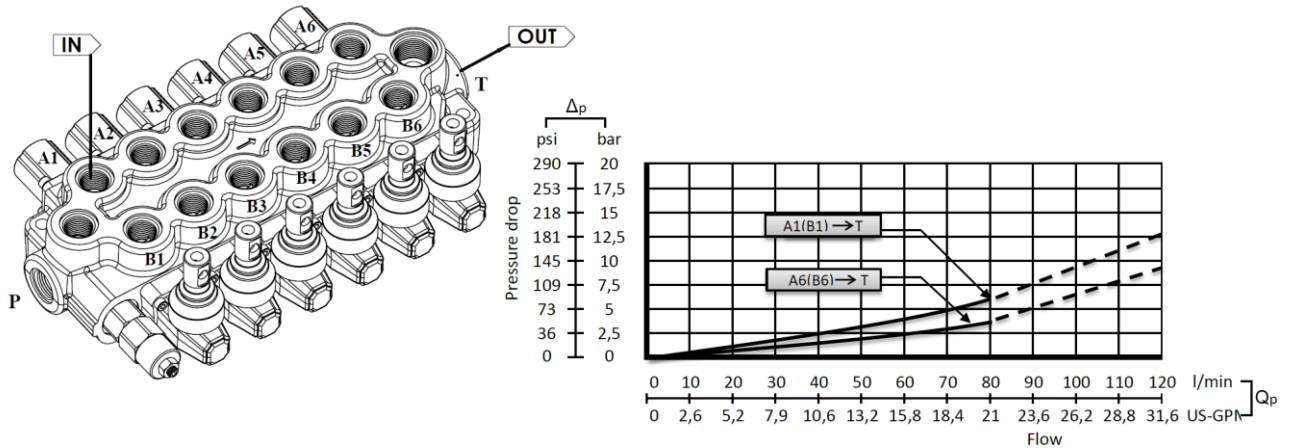 IN
OUT
A6
A5
A4
A3
A2
A1
T
B6
B5
B4
B3
B2
B1
P
Δp
psi bar
290 20
253 17,5
218 15
181 12,5
145 10
109 7,5
73 5
36 2,5
0 0
Pressure drop
A1(B1) → T
A6(B6) → T
0 10 20 30 40 50 60 70 80 90 100 110 120 l/min
0 2,6 5,2 7,9 10,6 13,2 15,8 18,4 21 23,6 26,2 28,8 31,6 US-GPM
Qp
Flow